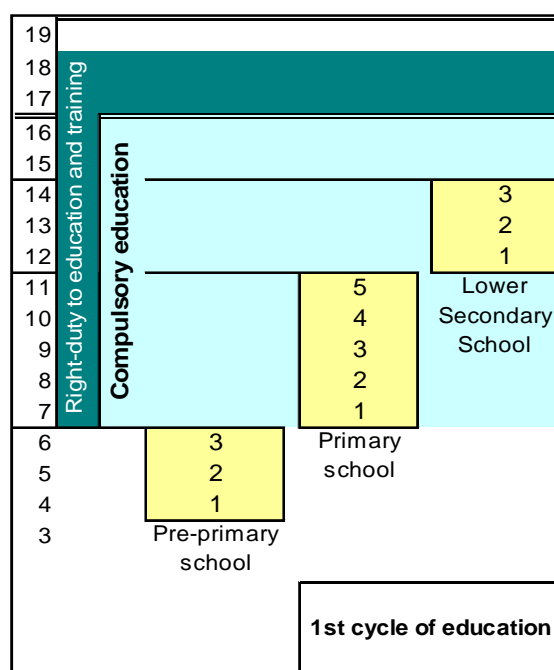 19
18
17
16
15
14 3
13 2
12 1
11 5 Lower
10 4 Secondary
9 3 School
8 2
7 1
6 3 Primary
5 2 school
4 1
3 Pre-primary
school
Right-duty to education and training
Compulsory education
1st cycle of education